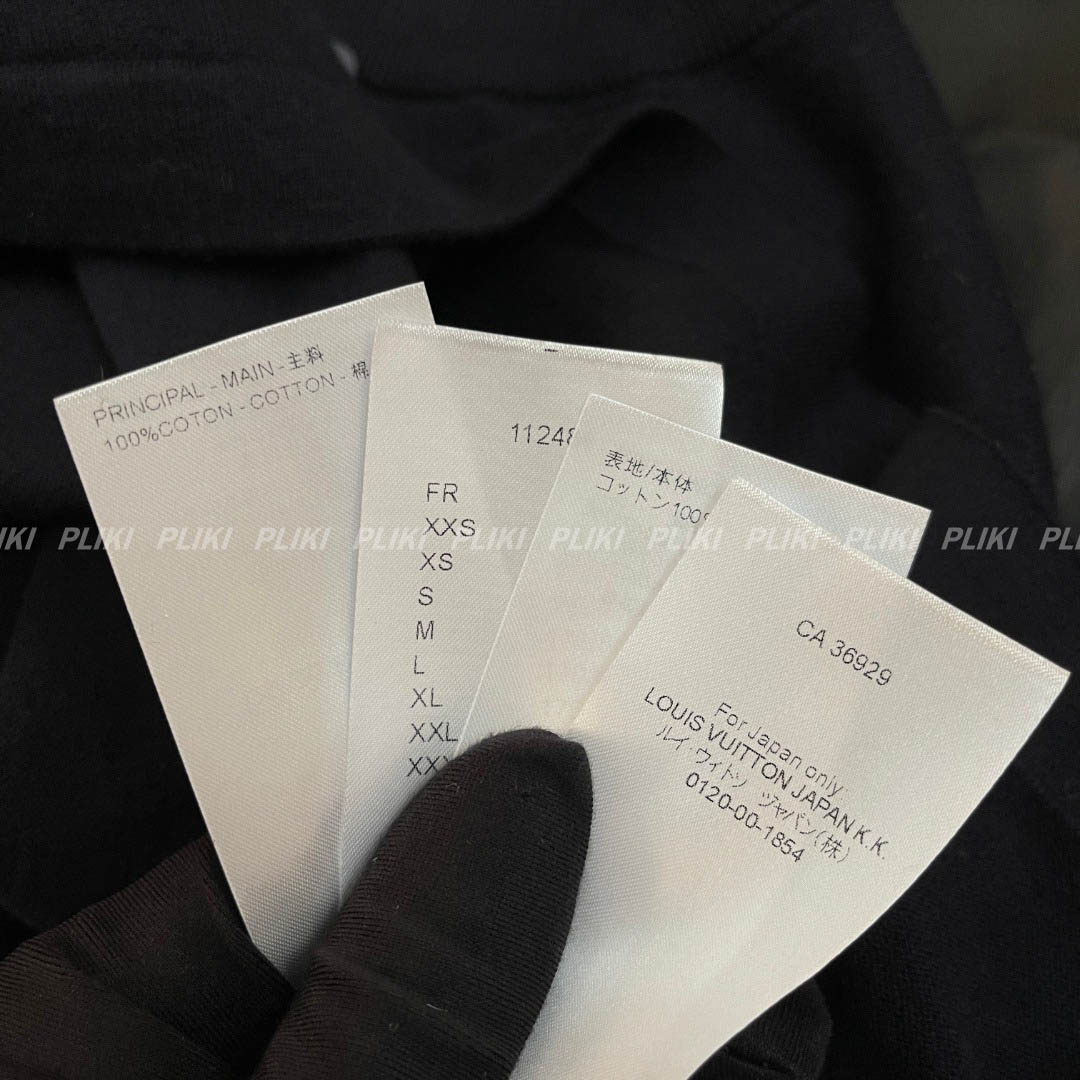 PRINCIPAL - MAIN - 主料
100%COTON - COTTON - 棉
11248
FR
XXS
XS
S
M
L
XL
XXL
表地/本体
コットン100%
CA 36929
For Japan only
LOUIS VUITTON JAPAN K.K.
ルイ・ヴィトン ジャパン(株)
0120-00-1854
PLIKI PLIKI PLIKI PLIKI PLIKI PLIKI PLIKI PLIKI PLIKI PLIKI